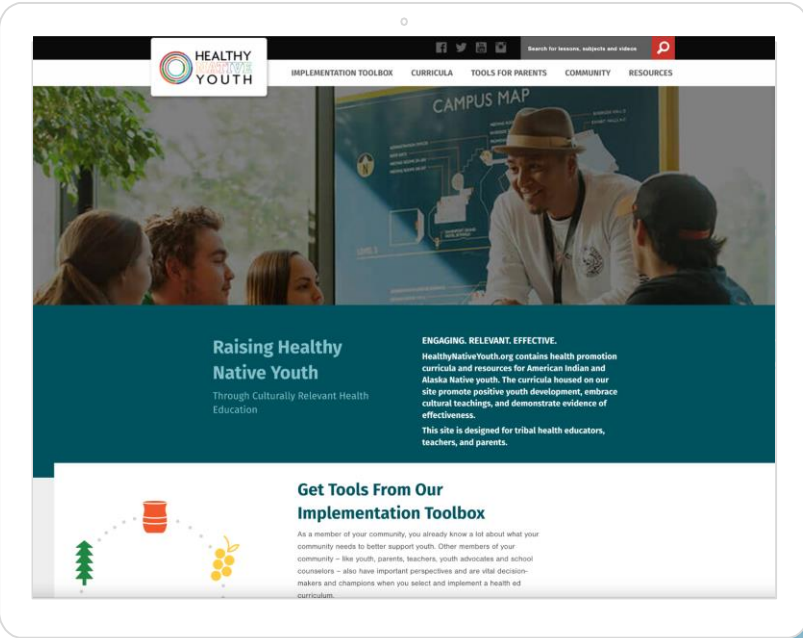 HEALTHY
NATIVE
YOUTH
Search for lessons, subjects and videos
IMPLEMENTATION TOOLBOX CURRICULA TOOLS FOR PARENTS COMMUNITY RESOURCES
CAMPUS MAP
LEVEL 1
Raising Healthy
Native Youth
Through Culturally Relevant Health
Education
ENGAGING. RELEVANT. EFFECTIVE.
HealthyNativeYouth.org contains health promotion
curricula and resources for American Indian and
Alaska Native youth. The curricula housed on our
site promote positive youth development, embrace
cultural teachings, and demonstrate evidence of
effectiveness.
This site is designed for tribal health educators,
teachers, and parents.
Get Tools From Our
Implementation Toolbox
As a member of your community, you already know a lot about what your
community needs to better support youth. Other members of your
community – like youth, parents, teachers, youth advocates and school
counselors – also have important perspectives and are vital decision-
makers and champions when you select and implement a health ed
curriculum.